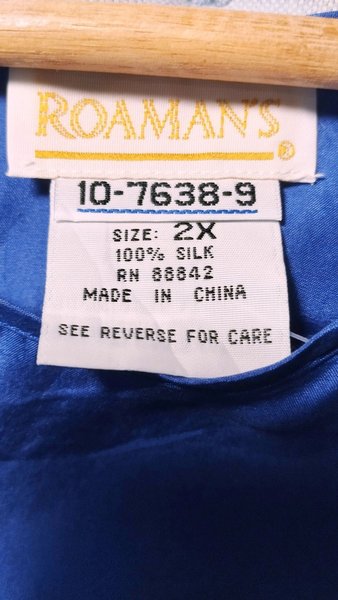 ROAMAN'S®
10-7638-9
SIZE: 2X
100% SILK
RN 88842
MADE IN CHINA
SEE REVERSE FOR CARE